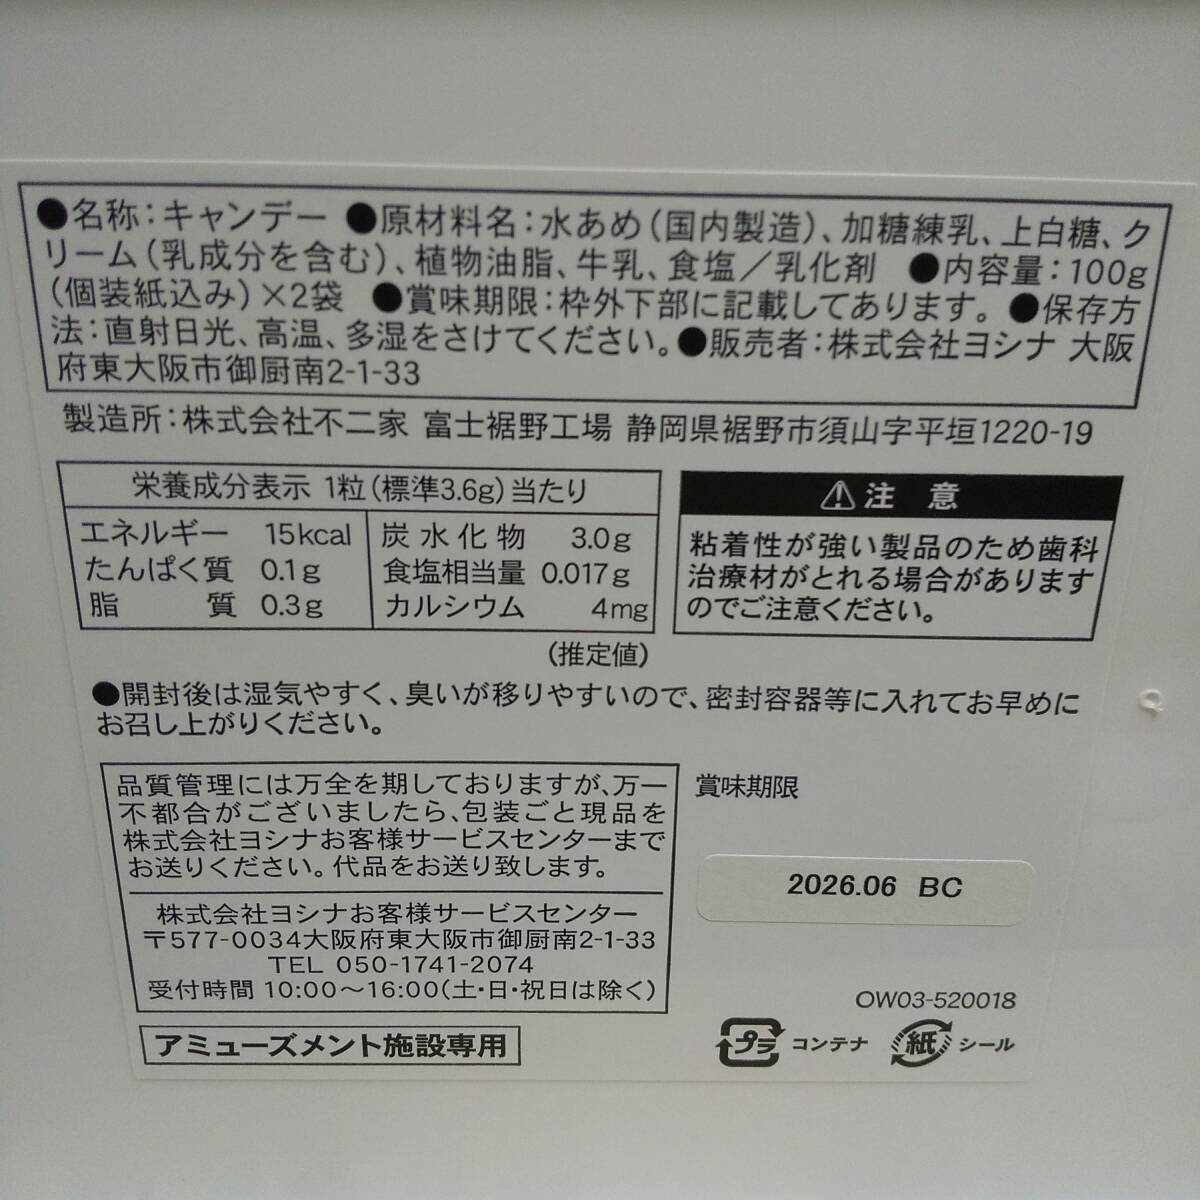 ●名称：キャンデー ●原材料名：水あめ（国内製造）、加糖練乳、上白糖、ク
リーム（乳成分を含む）、植物油脂、牛乳、食塩／乳化剤 ●内容量：100g
（個装紙込み）×2袋 ●賞味期限：枠外下部に記載してあります。●保存方
法：直射日光、高温、多湿をさけてください。●販売者：株式会社ヨシナ 大阪
府東大阪市御厨南2-1-33
製造所：株式会社不二家 富士裾野工場 静岡県裾野市須山字平垣1220-19
栄養成分表示 1粒（標準3.6g）当たり
エネルギー 15kcal 炭水化物 3.0g
たんぱく質 0.1g 食塩相当量 0.017g
脂質 0.3g カルシウム 4mg
（推定値）
⚠注意
粘着性が強い製品のため歯科
治療材がとれる場合があります
のでご注意ください。
●開封後は湿気やすく、臭いが移りやすいので、密封容器等に入れてお早めに
お召し上がりください。
品質管理には万全を期しておりますが、万一
不都合がございましたら、包装ごと現品を
株式会社ヨシナお客様サービスセンターまで
お送りください。代品をお送り致します。
株式会社ヨシナお客様サービスセンター
〒577-0034大阪府東大阪市御厨南2-1-33
TEL 050-1741-2074
受付時間 10:00～16:00（土・日・祝日は除く）
アミューズメント施設専用
賞味期限
2026.06 BC
OW03-520018
プラ コンテナ 紙 シール